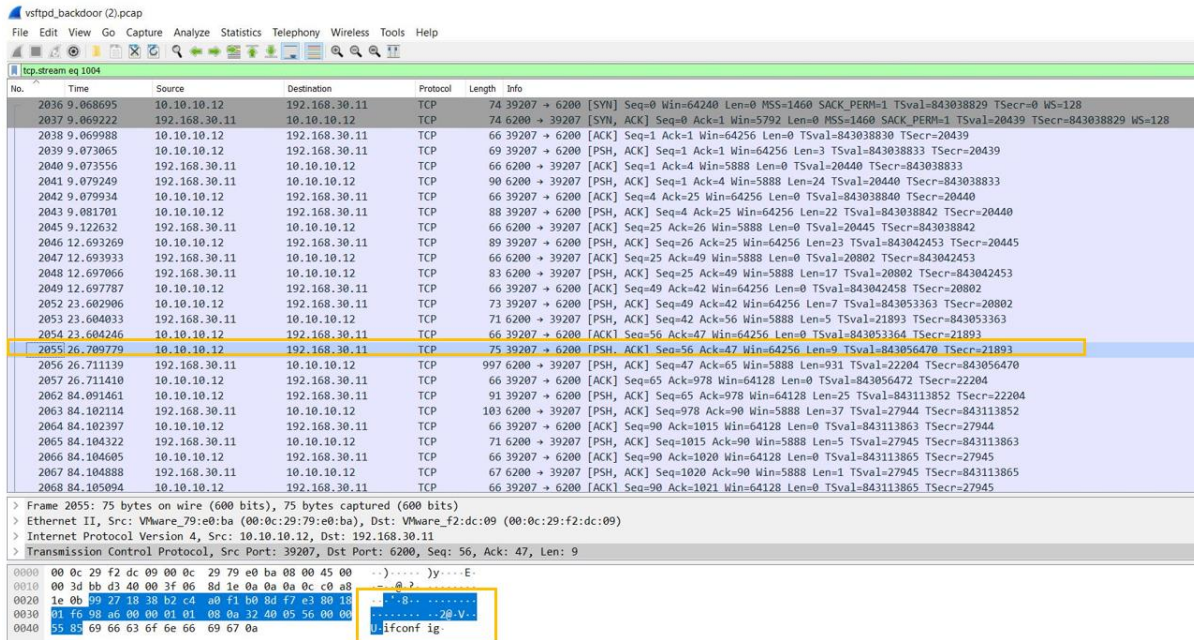 vsftpd_backdoor (2).pcap
File Edit View Go Capture Analyze Statistics Telephony Wireless Tools Help
tcp.stream eq 1004
No. Time Source Destination Protocol Length Info
2036 9.068695 10.10.10.12 192.168.30.11 TCP 74 39207 → 6200 [SYN] Seq=0 Win=64240 Len=0 MSS=1460 SACK_PERM=1 TSval=843038829 TSecr=0 WS=128
2037 9.069222 192.168.30.11 10.10.10.12 TCP 74 6200 → 39207 [SYN, ACK] Seq=0 Ack=1 Win=5792 Len=0 MSS=1460 SACK_PERM=1 TSval=20439 TSecr=843038829 WS=128
2038 9.069988 10.10.10.12 192.168.30.11 TCP 66 39207 → 6200 [ACK] Seq=1 Ack=1 Win=64256 Len=0 TSval=843038830 TSecr=20439
2039 9.073065 10.10.10.12 192.168.30.11 TCP 69 39207 → 6200 [PSH, ACK] Seq=1 Ack=1 Win=64256 Len=3 TSval=843038833 TSecr=20439
2040 9.073556 192.168.30.11 10.10.10.12 TCP 66 6200 → 39207 [ACK] Seq=1 Ack=4 Win=5888 Len=0 TSval=20440 TSecr=843038833
2041 9.079249 192.168.30.11 10.10.10.12 TCP 90 6200 → 39207 [PSH, ACK] Seq=1 Ack=4 Win=5888 Len=24 TSval=20440 TSecr=843038833
2042 9.079934 10.10.10.12 192.168.30.11 TCP 66 39207 → 6200 [ACK] Seq=4 Ack=25 Win=64256 Len=0 TSval=843038840 TSecr=20440
2043 9.081701 10.10.10.12 192.168.30.11 TCP 88 39207 → 6200 [PSH, ACK] Seq=4 Ack=25 Win=64256 Len=22 TSval=843038842 TSecr=20440
2045 9.122632 192.168.30.11 10.10.10.12 TCP 66 6200 → 39207 [ACK] Seq=25 Ack=26 Win=5888 Len=0 TSval=20445 TSecr=843038842
2046 12.693269 10.10.10.12 192.168.30.11 TCP 89 39207 → 6200 [PSH, ACK] Seq=26 Ack=25 Win=64256 Len=23 TSval=843042453 TSecr=20445
2047 12.693933 192.168.30.11 10.10.10.12 TCP 66 6200 → 39207 [ACK] Seq=25 Ack=49 Win=5888 Len=0 TSval=20802 TSecr=843042453
2048 12.697066 192.168.30.11 10.10.10.12 TCP 83 6200 → 39207 [PSH, ACK] Seq=25 Ack=49 Win=5888 Len=17 TSval=20802 TSecr=843042453
2049 12.697787 10.10.10.12 192.168.30.11 TCP 66 39207 → 6200 [ACK] Seq=49 Ack=42 Win=64256 Len=0 TSval=843042458 TSecr=20802
2052 23.602906 10.10.10.12 192.168.30.11 TCP 73 39207 → 6200 [PSH, ACK] Seq=49 Ack=42 Win=64256 Len=7 TSval=843053363 TSecr=20802
2053 23.604033 192.168.30.11 10.10.10.12 TCP 71 6200 → 39207 [PSH, ACK] Seq=42 Ack=56 Win=5888 Len=5 TSval=21893 TSecr=843053363
2054 23.604246 10.10.10.12 192.168.30.11 TCP 66 39207 → 6200 [ACK] Seq=56 Ack=47 Win=64256 Len=0 TSval=843053364 TSecr=21893
2055 26.709779 10.10.10.12 192.168.30.11 TCP 75 39207 → 6200 [PSH, ACK] Seq=56 Ack=47 Win=64256 Len=9 TSval=843056470 TSecr=21893
2056 26.711139 192.168.30.11 10.10.10.12 TCP 997 6200 → 39207 [PSH, ACK] Seq=47 Ack=65 Win=5888 Len=931 TSval=22204 TSecr=843056470
2057 26.711410 10.10.10.12 192.168.30.11 TCP 66 39207 → 6200 [ACK] Seq=65 Ack=978 Win=64128 Len=0 TSval=843056472 TSecr=22204
2062 84.091461 10.10.10.12 192.168.30.11 TCP 91 39207 → 6200 [PSH, ACK] Seq=65 Ack=978 Win=64128 Len=25 TSval=843113852 TSecr=22204
2063 84.102114 192.168.30.11 10.10.10.12 TCP 103 6200 → 39207 [PSH, ACK] Seq=978 Ack=90 Win=5888 Len=37 TSval=27944 TSecr=843113852
2064 84.102397 10.10.10.12 192.168.30.11 TCP 66 39207 → 6200 [ACK] Seq=90 Ack=1015 Win=64128 Len=0 TSval=843113863 TSecr=27944
2065 84.104322 192.168.30.11 10.10.10.12 TCP 71 6200 → 39207 [PSH, ACK] Seq=1015 Ack=90 Win=5888 Len=5 TSval=27945 TSecr=843113863
2066 84.104605 10.10.10.12 192.168.30.11 TCP 66 39207 → 6200 [ACK] Seq=90 Ack=1020 Win=64128 Len=0 TSval=843113865 TSecr=27945
2067 84.104888 192.168.30.11 10.10.10.12 TCP 67 6200 → 39207 [PSH, ACK] Seq=1020 Ack=90 Win=5888 Len=1 TSval=27945 TSecr=843113865
2068 84.105094 10.10.10.12 192.168.30.11 TCP 66 39207 → 6200 [ACK] Seq=90 Ack=1021 Win=64128 Len=0 TSval=843113865 TSecr=27945
> Frame 2055: 75 bytes on wire (600 bits), 75 bytes captured (600 bits)
> Ethernet II, Src: VMware_79:e0:ba (00:0c:29:79:e0:ba), Dst: VMware_f2:dc:09 (00:0c:29:f2:dc:09)
> Internet Protocol Version 4, Src: 10.10.10.12, Dst: 192.168.30.11
> Transmission Control Protocol, Src Port: 39207, Dst Port: 6200, Seq: 56, Ack: 47, Len: 9
0000 00 0c 29 f2 dc 09 00 0c 29 79 e0 ba 08 00 45 00 ··)····· )y····E·
0010 00 3d bb d3 40 00 3f 06 8d 1e 0a 0a 0a 0c c0 a8 ·=··@·?· ········
0020 1e 0b 99 27 18 38 b2 c4 a0 f1 b0 8d f7 e3 80 18 ···'·8·· ········
0030 01 f6 98 a6 00 00 01 01 08 0a 32 40 05 56 00 00 ········ ··2@·V··
0040 55 85 69 66 63 6f 6e 66 69 67 0a U·ifconf ig·